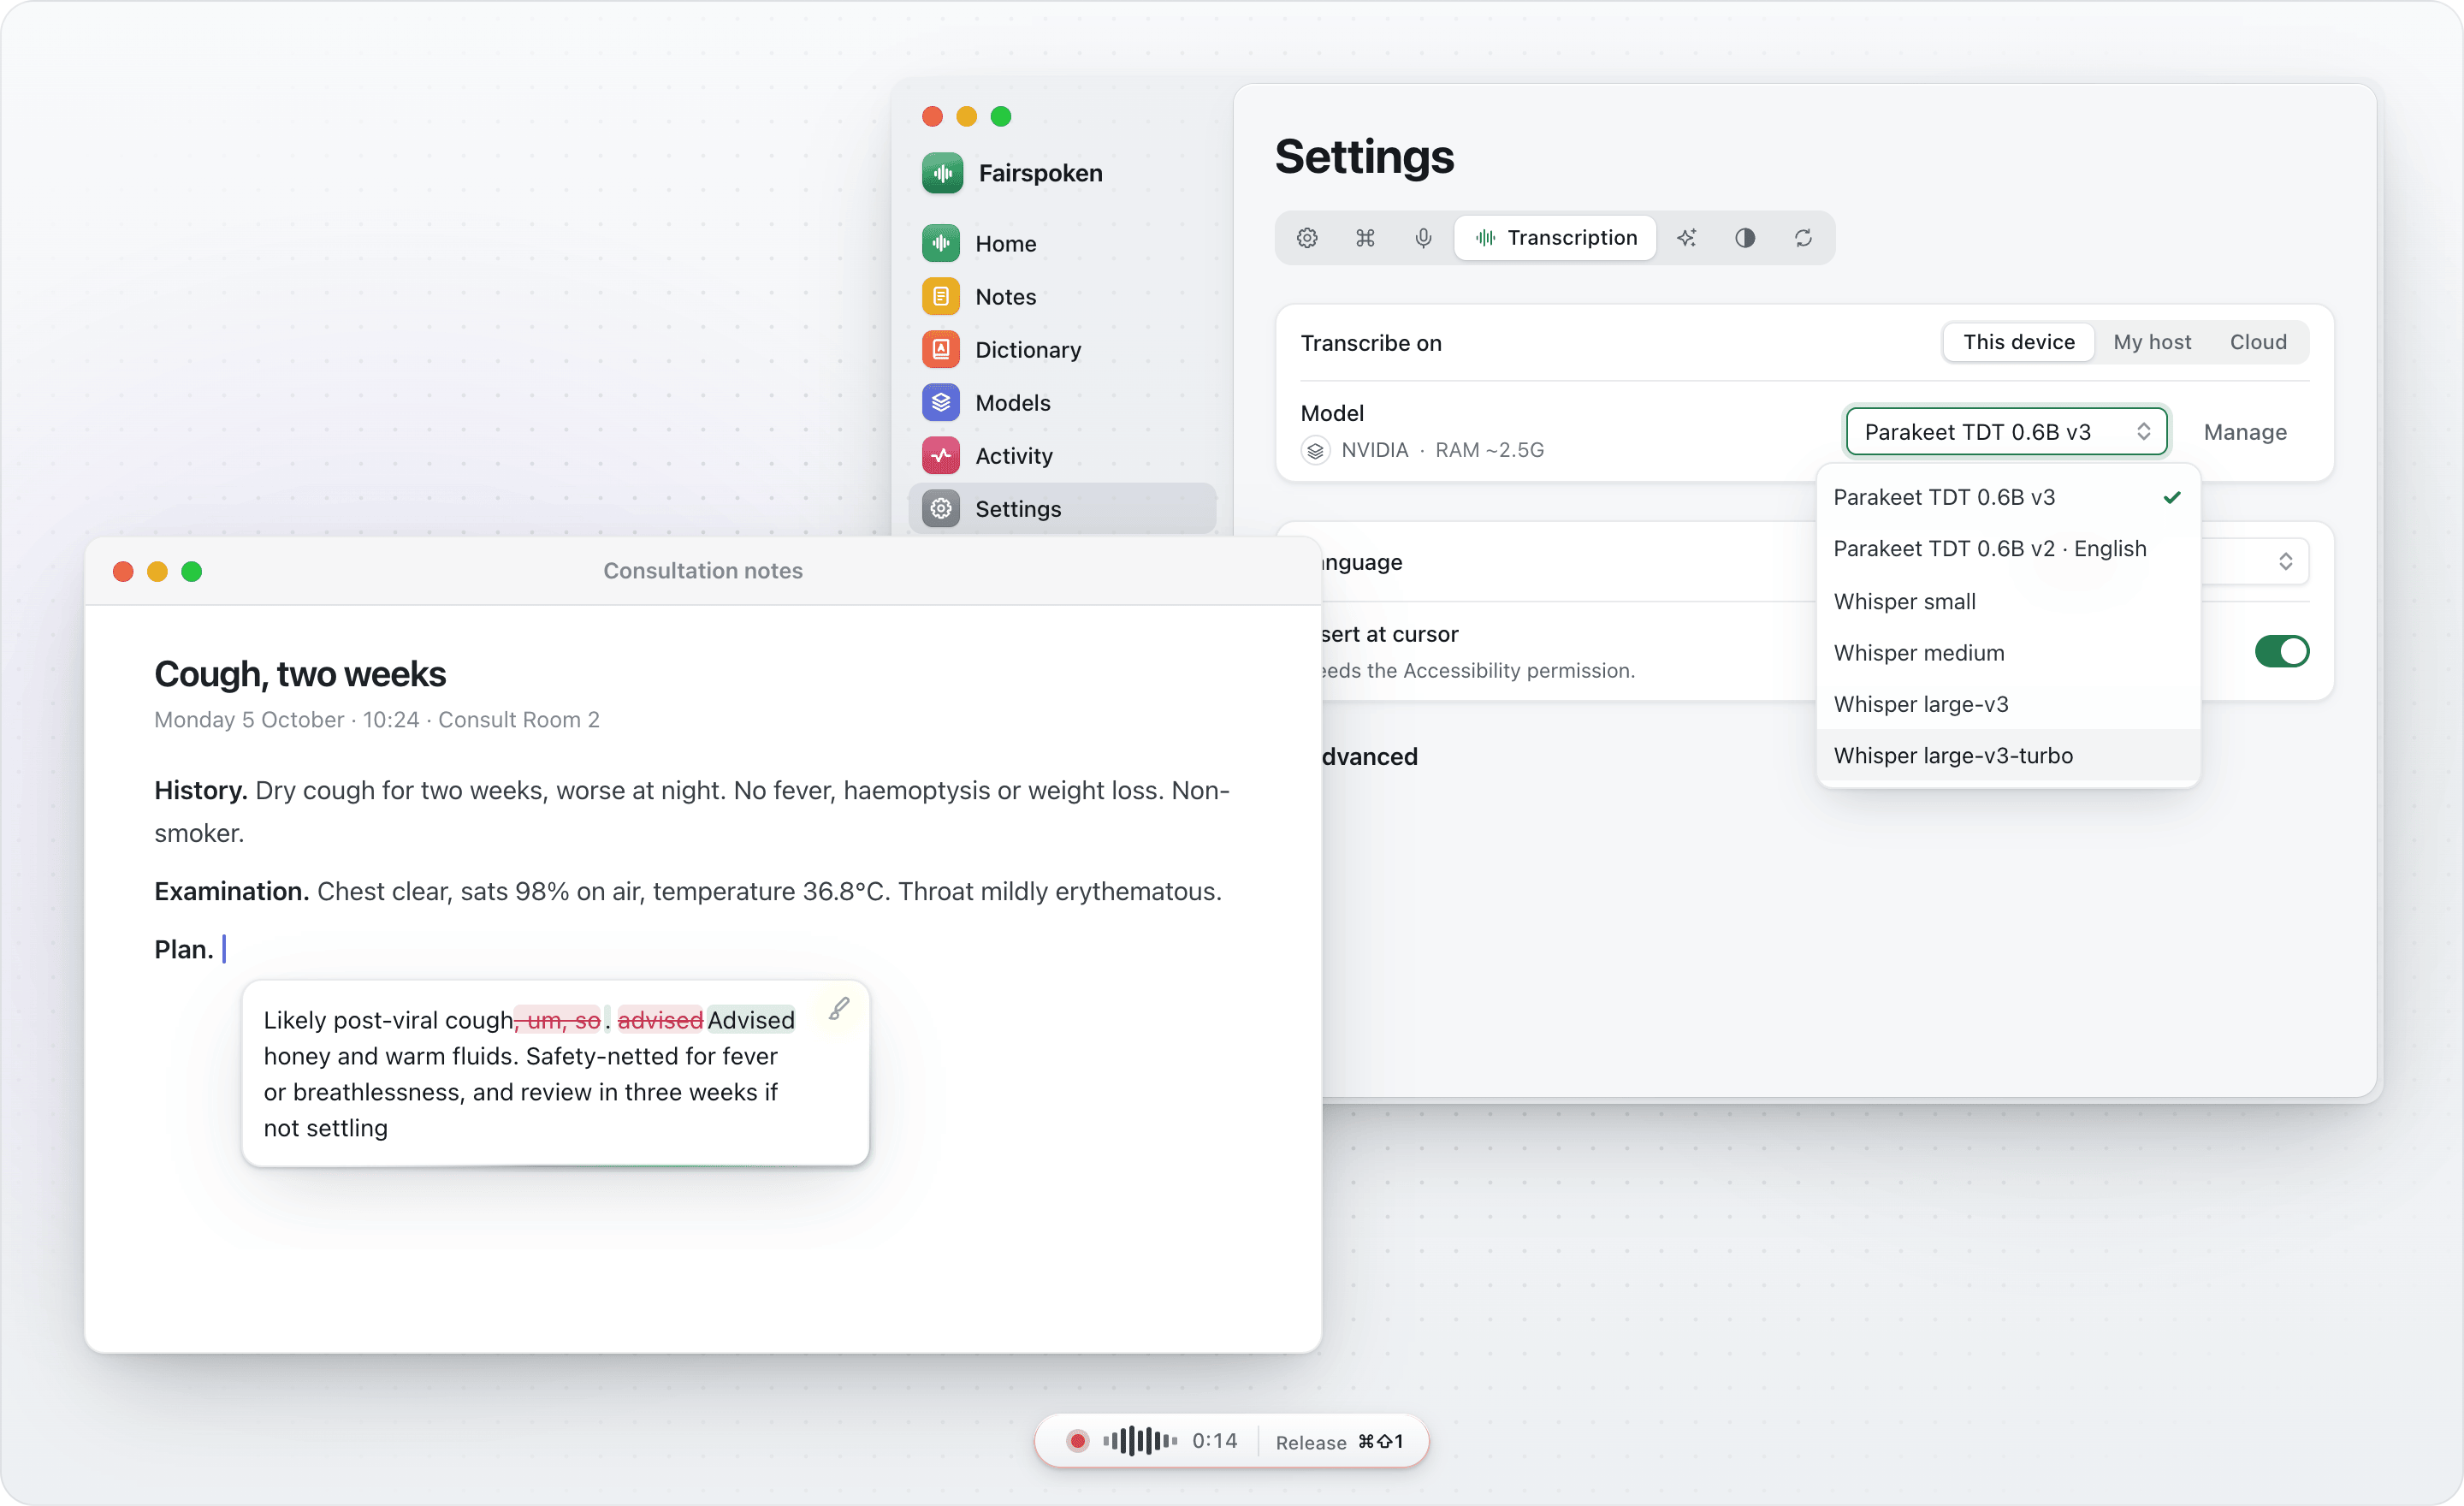 Fairspoken
Home
Notes
Dictionary
Models
Activity
Settings
Settings
Transcription
Transcribe on
This device
My host
Cloud
Model
NVIDIA · RAM ~2.5G
Parakeet TDT 0.6B v3
Manage
Parakeet TDT 0.6B v3
Parakeet TDT 0.6B v2 · English
Whisper small
Whisper medium
Whisper large-v3
Whisper large-v3-turbo
nguage
sert at cursor
eeds the Accessibility permission.
dvanced
Consultation notes
Cough, two weeks
Monday 5 October · 10:24 · Consult Room 2
History. Dry cough for two weeks, worse at night. No fever, haemoptysis or weight loss. Non-
smoker.
Examination. Chest clear, sats 98% on air, temperature 36.8°C. Throat mildly erythematous.
Plan.
Likely post-viral cough, um, so. advised Advised
honey and warm fluids. Safety-netted for fever
or breathlessness, and review in three weeks if
not settling
0:14
Release ⌘⇧1